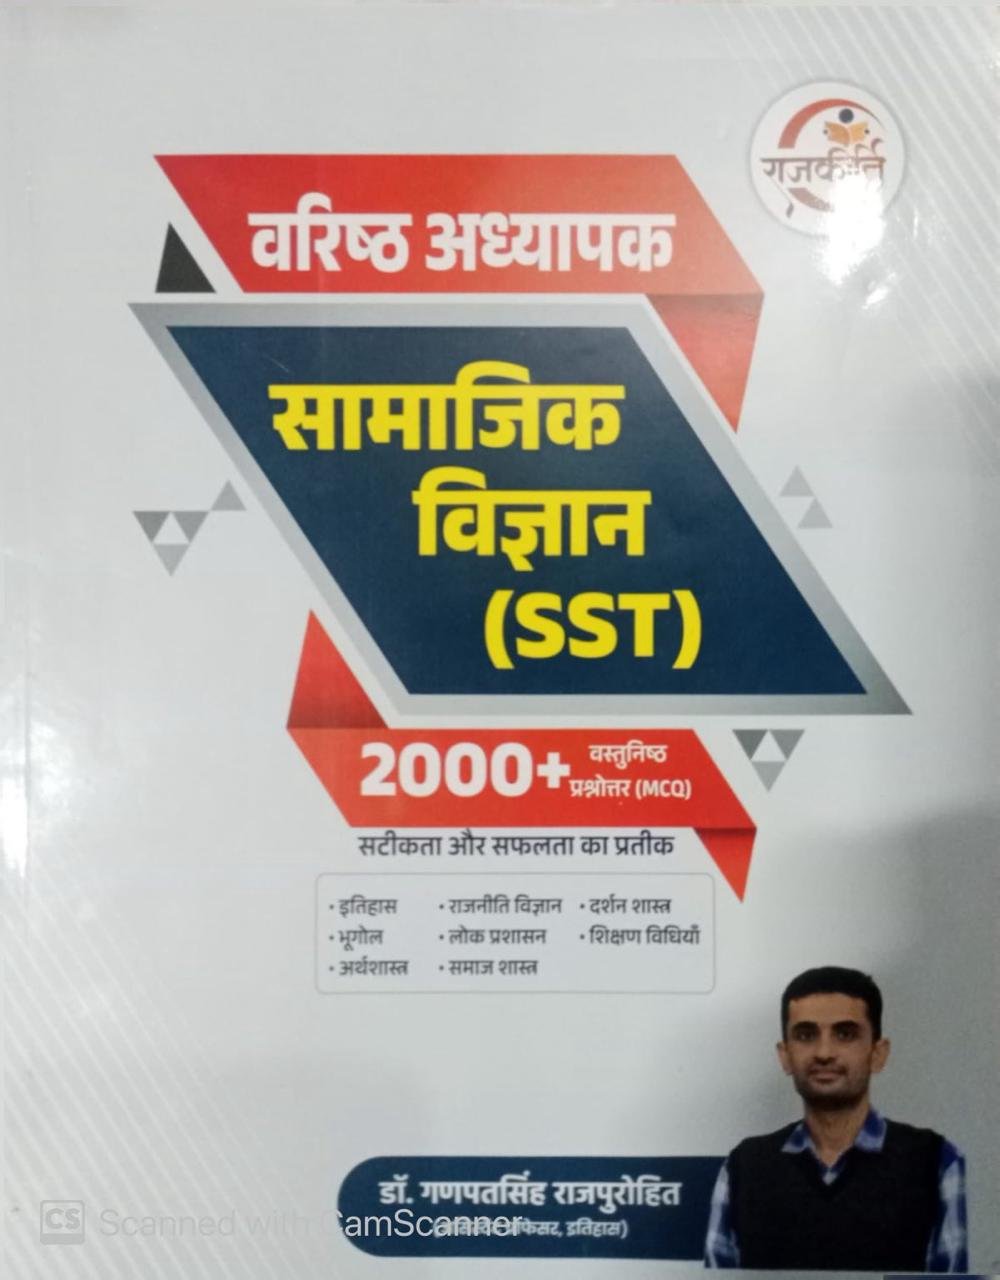 राजकीर्ति
वरिष्ठ अध्यापक
सामाजिक
विज्ञान
(SST)
2000+ वस्तुनिष्ठ
प्रश्नोत्तर (MCQ)
सटीकता और सफलता का प्रतीक
• इतिहास • राजनीति विज्ञान • दर्शन शास्त्र
• भूगोल • लोक प्रशासन • शिक्षण विधियाँ
• अर्थशास्त्र • समाज शास्त्र
डॉ. गणपतसिंह राजपुरोहित
इतिहास)
CS Scanned with CamScanner